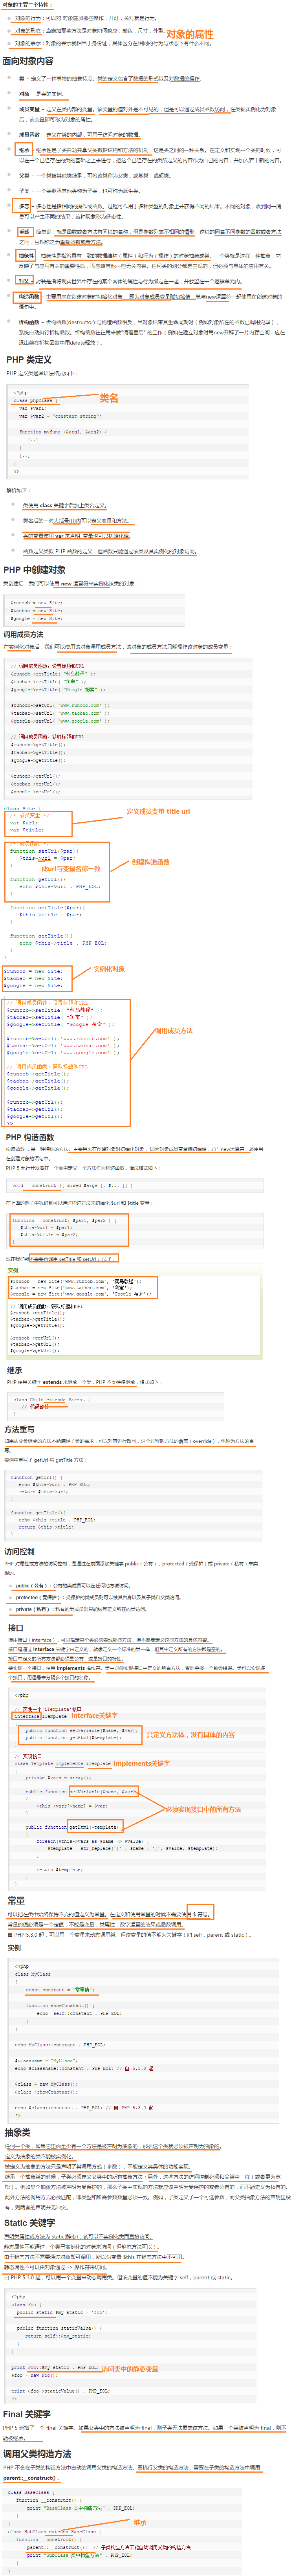 对象的主要三个特性：
对象的行为：可以对 对象施加那些操作，开灯，关灯就是行为。
对象的形态：当施加那些方法是对象如何响应，颜色，尺寸，外型。
对象的属性
对象的表示：对象的表示就相当于身份证，具体区分在相同的行为与状态下有什么不同。
面向对象内容
类 − 定义了一件事物的抽象特点。类的定义包含了数据的形式以及对数据的操作。
对象 − 是类的实例。
成员变量 − 定义在类内部的变量。该变量的值对外是不可见的，但是可以通过成员函数访问，在类被实例化为对象后，该变量即可称为对象的属性。
成员函数 − 定义在类的内部，可用于访问对象的数据。
继承 − 继承性是子类自动共享父类数据结构和方法的机制，这是类之间的一种关系。在定义和实现一个类的时候，可以在一个已经存在的类的基础之上来进行，把这个已经存在的类所定义的内容作为自己的内容，并加入若干新的内容。
父类 − 一个类被其他类继承，可将该类称为父类，或基类，或超类。
子类 − 一个类继承其他类称为子类，也可称为派生类。
多态 − 多态性是指相同的操作或函数、过程可作用于多种类型的对象上并获得不同的结果。不同的对象，收到同一消息可以产生不同的结果，这种现象称为多态性。
重载 − 简单说，就是函数或者方法有同样的名称，但是参数列表不相同的情形，这样的同名不同参数的函数或者方法之间，互相称之为重载函数或者方法。
抽象性 − 抽象性是指将具有一致的数据结构（属性）和行为（操作）的对象抽象成类。一个类就是这样一种抽象，它反映了与应用有关的重要性质，而忽略其他一些无关内容。任何类的划分都是主观的，但必须与具体的应用有关。
封装 − 封装是指将现实世界中存在的某个客体的属性与行为绑定在一起，并放置在一个逻辑单元内。
构造函数 − 主要用来在创建对象时初始化对象， 即为对象成员变量赋初始值，总与new运算符一起使用在创建对象的语句中。
析构函数 − 析构函数(destructor) 与构造函数相反，当对象结束其生命周期时（例如对象所在的函数已调用完毕），系统自动执行析构函数。析构函数往往用来做"清理善后" 的工作（例如在建立对象时用new开辟了一片内存空间，应在退出前在析构函数中用delete释放）。
PHP 类定义
PHP 定义类通常语法格式如下：
<?php
class phpClass {
类名
var $var1;
var $var2 = "constant string";
function myfunc ($arg1, $arg2) {
[..]
}
[..]
}
?>
解析如下：
类使用 class 关键字后加上类名定义。
类名后的一对大括号({})内可以定义变量和方法。
类的变量使用 var 来声明, 变量也可以初始化值。
函数定义类似 PHP 函数的定义，但函数只能通过该类及其实例化的对象访问。
PHP 中创建对象
类创建后，我们可以使用 new 运算符来实例化该类的对象：
$runoob = new Site;
$taobao = new Site;
$google = new Site;
调用成员方法
在实例化对象后，我们可以使用该对象调用成员方法，该对象的成员方法只能操作该对象的成员变量：
// 调用成员函数，设置标题和URL
$runoob->setTitle( "菜鸟教程" );
$taobao->setTitle( "淘宝" );
$google->setTitle( "Google 搜索" );
$runoob->setUrl( 'www.runoob.com' );
$taobao->setUrl( 'www.taobao.com' );
$google->setUrl( 'www.google.com' );
// 调用成员函数，获取标题和URL
$runoob->getTitle();
$taobao->getTitle();
$google->getTitle();
$runoob->getUrl();
$taobao->getUrl();
$google->getUrl();
class Site {
/* 成员变量 */
var $url;
var $title;
定义成员变量 title url
/* 成员函数 */
function setUrl($par){
$this->url = $par;
}
此url与变量名称一致
创建构造函数
function getUrl(){
echo $this->url . PHP_EOL;
}
function setTitle($par){
$this->title = $par;
}
function getTitle(){
echo $this->title . PHP_EOL;
}
}
$runoob = new Site;
$taobao = new Site;
$google = new Site;
实例化对象
// 调用成员函数，设置标题和URL
$runoob->setTitle( "菜鸟教程" );
$taobao->setTitle( "淘宝" );
$google->setTitle( "Google 搜索" );
调用成员方法
$runoob->setUrl( 'www.runoob.com' );
$taobao->setUrl( 'www.taobao.com' );
$google->setUrl( 'www.google.com' );
// 调用成员函数，获取标题和URL
$runoob->getTitle();
$taobao->getTitle();
$google->getTitle();
$runoob->getUrl();
$taobao->getUrl();
$google->getUrl();
?>
PHP 构造函数
构造函数 ，是一种特殊的方法。主要用来在创建对象时初始化对象， 即为对象成员变量赋初始值，总与new运算符一起使用在创建对象的语句中。
PHP 5 允行开发者在一个类中定义一个方法作为构造函数，语法格式如下：
void __construct ([ mixed $args [, $... ]] )
在上面的例子中我们就可以通过构造方法来初始化 $url 和 $title 变量：
function __construct( $par1, $par2 ) {
$this->url = $par1;
$this->title = $par2;
}
现在我们就不需要再调用 setTitle 和 setUrl 方法了：
实例
$runoob = new Site('www.runoob.com', '菜鸟教程');
$taobao = new Site('www.taobao.com', '淘宝');
$google = new Site('www.google.com', 'Google 搜索');
// 调用成员函数，获取标题和URL
$runoob->getTitle();
$taobao->getTitle();
$google->getTitle();
$runoob->getUrl();
$taobao->getUrl();
$google->getUrl();
继承
PHP 使用关键字 extends 来继承一个类，PHP 不支持多继承，格式如下：
class Child extends Parent {
// 代码部分
}
方法重写
如果从父类继承的方法不能满足子类的需求，可以对其进行改写，这个过程叫方法的覆盖（override），也称为方法的重写。
实例中重写了 getUrl 与 getTitle 方法：
function getUrl() {
echo $this->url . PHP_EOL;
return $this->url;
}
function getTitle(){
echo $this->title . PHP_EOL;
return $this->title;
}
访问控制
PHP 对属性或方法的访问控制，是通过在前面添加关键字 public（公有），protected（受保护）或 private（私有）来实现的。
public（公有）：公有的类成员可以在任何地方被访问。
protected（受保护）：受保护的类成员则可以被其自身以及其子类和父类访问。
private（私有）：私有的类成员则只能被其定义所在的类访问。
接口
使用接口（interface），可以指定某个类必须实现哪些方法，但不需要定义这些方法的具体内容。
接口是通过 interface 关键字来定义的，就像定义一个标准的类一样，但其中定义所有的方法都是空的。
接口中定义的所有方法都必须是公有，这是接口的特性。
要实现一个接口，使用 implements 操作符。类中必须实现接口中定义的所有方法，否则会报一个致命错误。类可以实现多个接口，用逗号来分隔多个接口的名称。
<?php
// 声明一个'iTemplate'接口
interface iTemplate
interface关键字
{
public function setVariable($name, $var);
public function getHtml($template);
}
只定方法体，没有具体的内容
// 实现接口
class Template implements iTemplate
implements关键字
{
private $vars = array();
public function setVariable($name, $var)
{
$this->vars[$name] = $var;
}
必须实现接口中的所有方法
public function getHtml($template)
{
foreach($this->vars as $name => $value) {
$template = str_replace('{' . $name . '}', $value, $template);
}
return $template;
}
}
常量
可以把在类中始终保持不变的值定义为常量。在定义和使用常量的时候不需要使用 $ 符号。
常量的值必须是一个定值，不能是变量，类属性，数学运算的结果或函数调用。
自 PHP 5.3.0 起，可以用一个变量来动态调用类。但该变量的值不能为关键字（如 self，parent 或 static）。
实例
<?php
class MyClass
{
const constant = '常量值';
function showConstant() {
echo self::constant . PHP_EOL;
}
}
echo MyClass::constant . PHP_EOL;
$classname = "MyClass";
echo $classname::constant . PHP_EOL; // 自 5.3.0 起
$class = new MyClass();
$class->showConstant();
echo $class::constant . PHP_EOL; // 自 PHP 5.3.0 起
?>
抽象类
任何一个类，如果它里面至少有一个方法是被声明为抽象的，那么这个类就必须被声明为抽象的。
定义为抽象的类不能被实例化。
被定义为抽象的方法只是声明了其调用方式（参数），不能定义其具体的功能实现。
继承一个抽象类的时候，子类必须定义父类中的所有抽象方法；另外，这些方法的访问控制必须和父类中一样（或者更为宽松）。例如某个抽象方法被声明为受保护的，那么子类中实现的方法就应该声明为受保护的或者公有的，而不能定义为私有的。此外方法的调用方式必须匹配，即类型和所需参数数量必须一致。例如，子类定义了一个可选参数，而父类抽象方法的声明里没有，则两者的声明并无冲突。
Static 关键字
声明类属性或方法为 static(静态)，就可以不实例化类而直接访问。
静态属性不能通过一个类已实例化的对象来访问（但静态方法可以）。
由于静态方法不需要通过对象即可调用，所以伪变量 $this 在静态方法中不可用。
静态属性不可以由对象通过 -> 操作符来访问。
自 PHP 5.3.0 起，可以用一个变量来动态调用类。但该变量的值不能为关键字 self，parent 或 static。
<?php
class Foo {
public static $my_static = 'foo';
public function staticValue() {
return self::$my_static;
}
}
print Foo::$my_static . PHP_EOL;
访问类中的静态变量
$foo = new Foo();
print $foo->staticValue() . PHP_EOL;
?>
Final 关键字
PHP 5 新增了一个 final 关键字。如果父类中的方法被声明为 final，则子类无法覆盖该方法。如果一个类被声明为 final，则不能被继承。
调用父类构造方法
PHP 不会在子类的构造方法中自动的调用父类的构造方法。要执行父类的构造方法，需要在子类的构造方法中调用 parent::__construct() 。
class BaseClass {
function __construct() {
print "BaseClass 类中构造方法" . PHP_EOL;
}
}
继承
class SubClass extends BaseClass {
function __construct() {
parent::__construct(); // 子类构造方法不能自动调用父类的构造方法
print "SubClass 类中构造方法" . PHP_EOL;
}
}